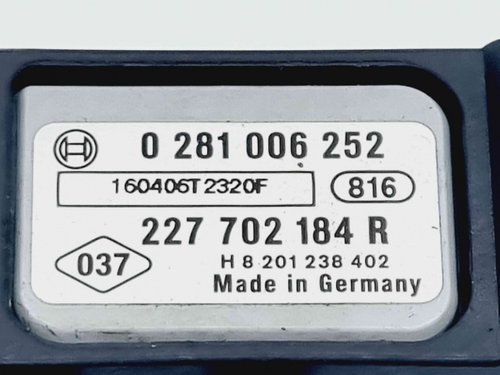 0 281 006 252
160406T2320F 816
227 702 184 R
037 H 8 201 238 402
Made in Germany